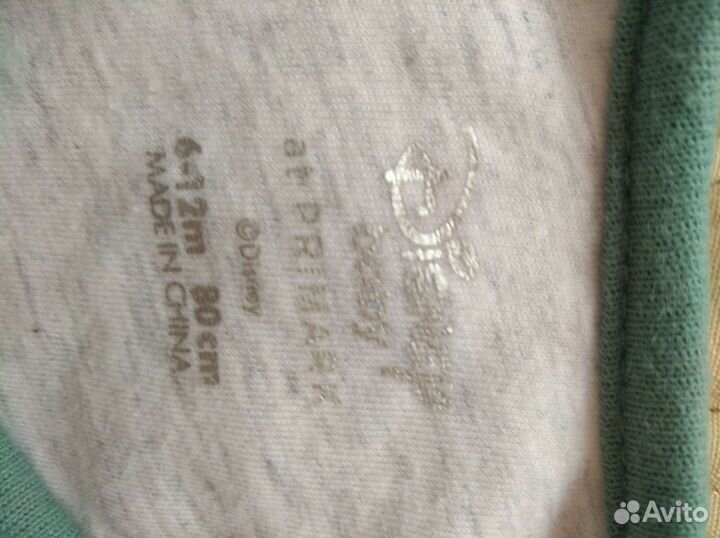 Disney
baby
at PRIMARK
©Disney
6-12m 80cm
MADE IN CHINA
Avito